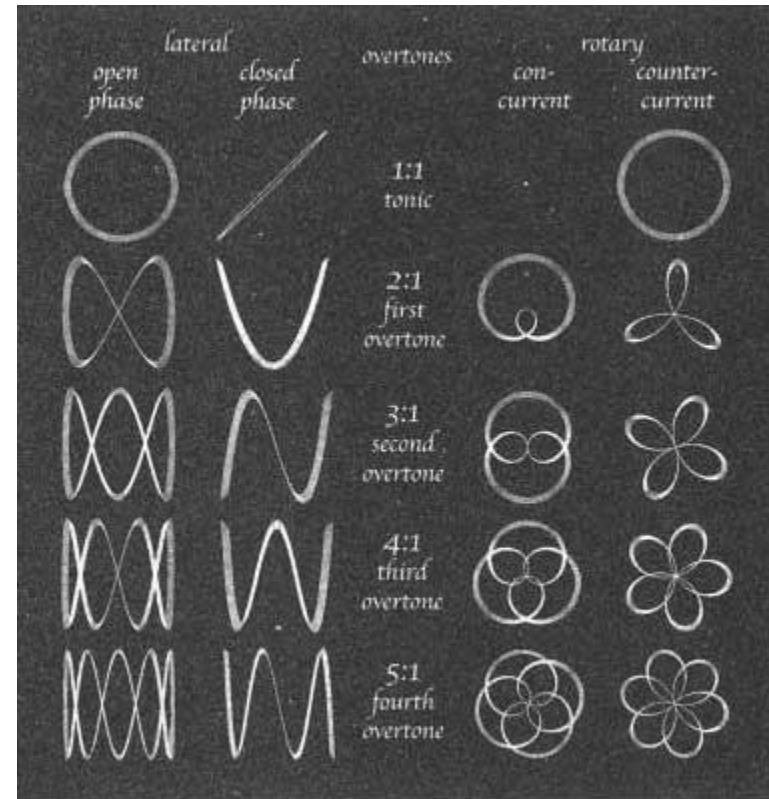 lateral
overtones
rotary
open
phase
closed
phase
con-
current
counter-
current
1:1
tonic
2:1
first
overtone
3:1
second
overtone
4:1
third
overtone
5:1
fourth
overtone